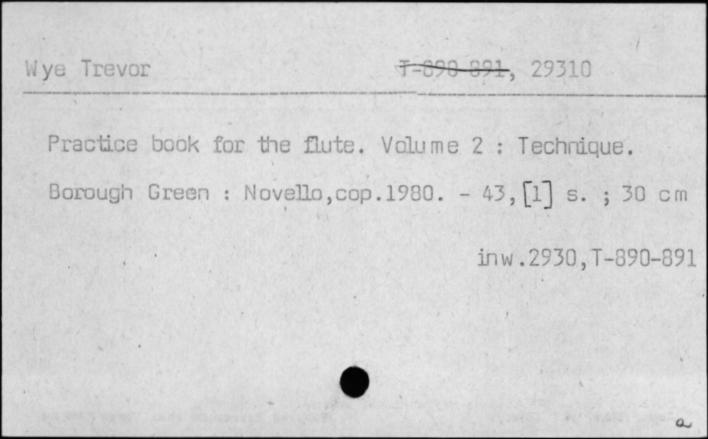 Wye Trevor T-890-891, 29310
Practice book for the flute. Volume 2 : Technique.
Borough Green : Novello,cop.1980. - 43,[1] s. ; 30 cm
inw.2930,T-890-891
a